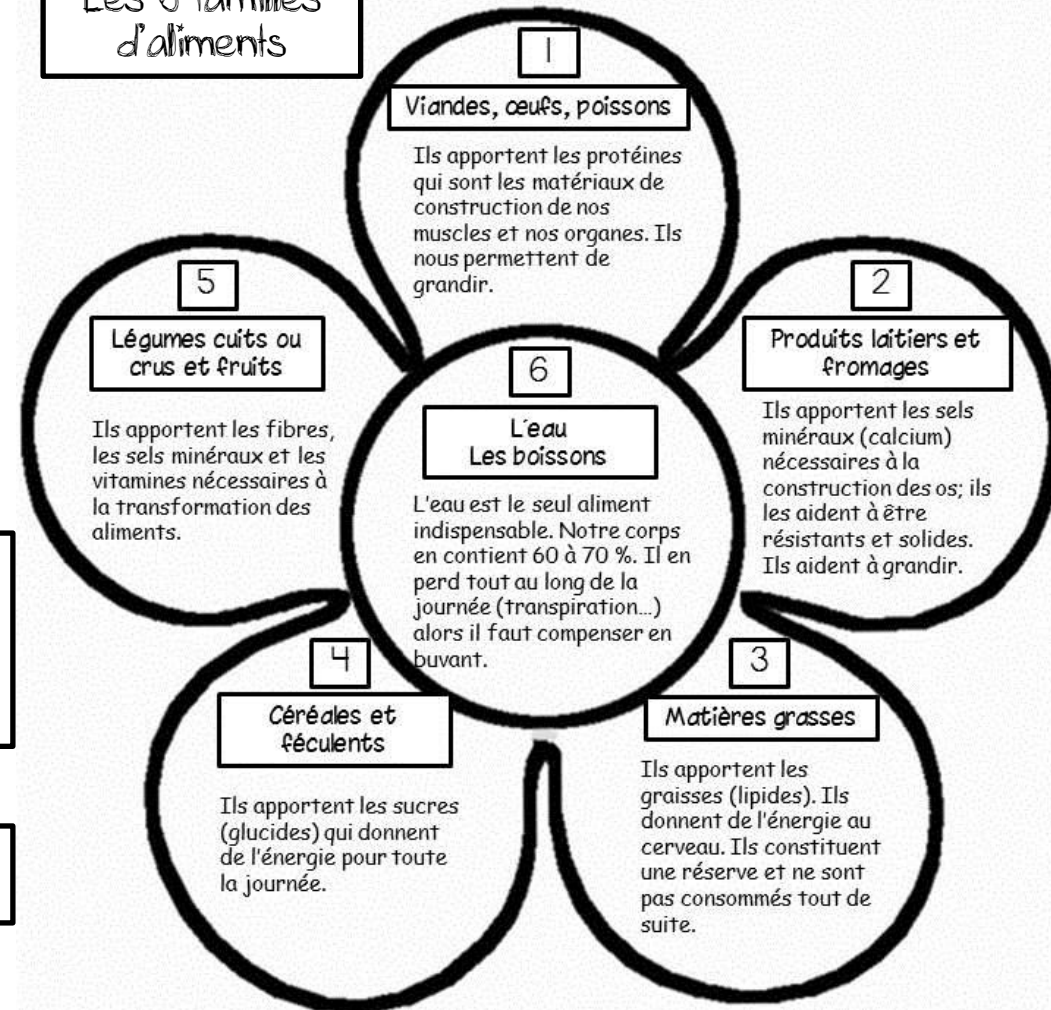 Les 6 familles
d'aliments
1
Viandes, œufs, poissons
Ils apportent les protéines
qui sont les matériaux de
construction de nos
muscles et nos organes. Ils
nous permettent de
grandir.
2
Produits laitiers et
fromages
Ils apportent les sels
minéraux (calcium)
nécessaires à la
construction des os; ils
les aident à être
résistants et solides.
Ils aident à grandir.
3
Matières grasses
Ils apportent les
graisses (lipides). Ils
donnent de l'énergie au
cerveau. Ils constituent
une réserve et ne sont
pas consommés tout de
suite.
4
Céréales et
féculents
Ils apportent les sucres
(glucides) qui donnent
de l'énergie pour toute
la journée.
5
Légumes cuits ou
crus et fruits
Ils apportent les fibres,
les sels minéraux et les
vitamines nécessaires à
la transformation des
aliments.
6
L'eau
Les boissons
L'eau est le seul aliment
indispensable. Notre corps
en contient 60 à 70 %. Il en
perd tout au long de la
journée (transpiration...)
alors il faut compenser en
buvant.